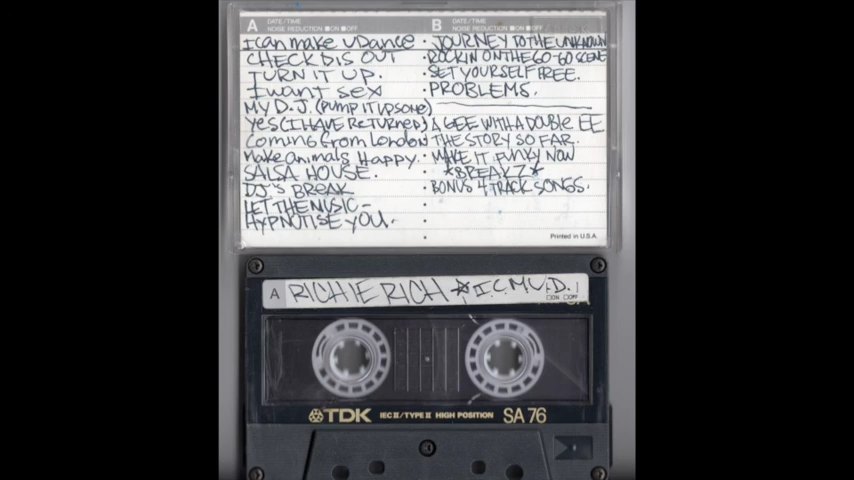 A DATE/TIME
NOISE REDUCTION ■ON ■OFF
B DATE/TIME
NOISE REDUCTION ■ON ■OFF
I can make u Dance
CHECK DIS OUT
TURN IT UP.
I want sex
MY D.J. (PUMP IT UP SOME)
YES (I HAVE RETURNED)
Coming From London
Make animals Happy.
SALSA HOUSE.
DJ'S BREAK
LET THE MUSIC -
HYPNOTISE YOU.
· JOURNEY TO THE UNKNOWN
· ROCKIN ON THE GO-GO SCENE
· SET YOURSELF FREE.
· PROBLEMS.
A GEE WITH A DOUBLE EE
THE STORY SO FAR.
MAKE IT FUNKY NOW
*BREAKZ*
· BONUS 4 TRACK SONGS.
Printed in U.S.A.
A RICHIE RICH ☆ I.C.M.U.D.
□ON □OFF
TDK IEC II/TYPE II HIGH POSITION SA 76